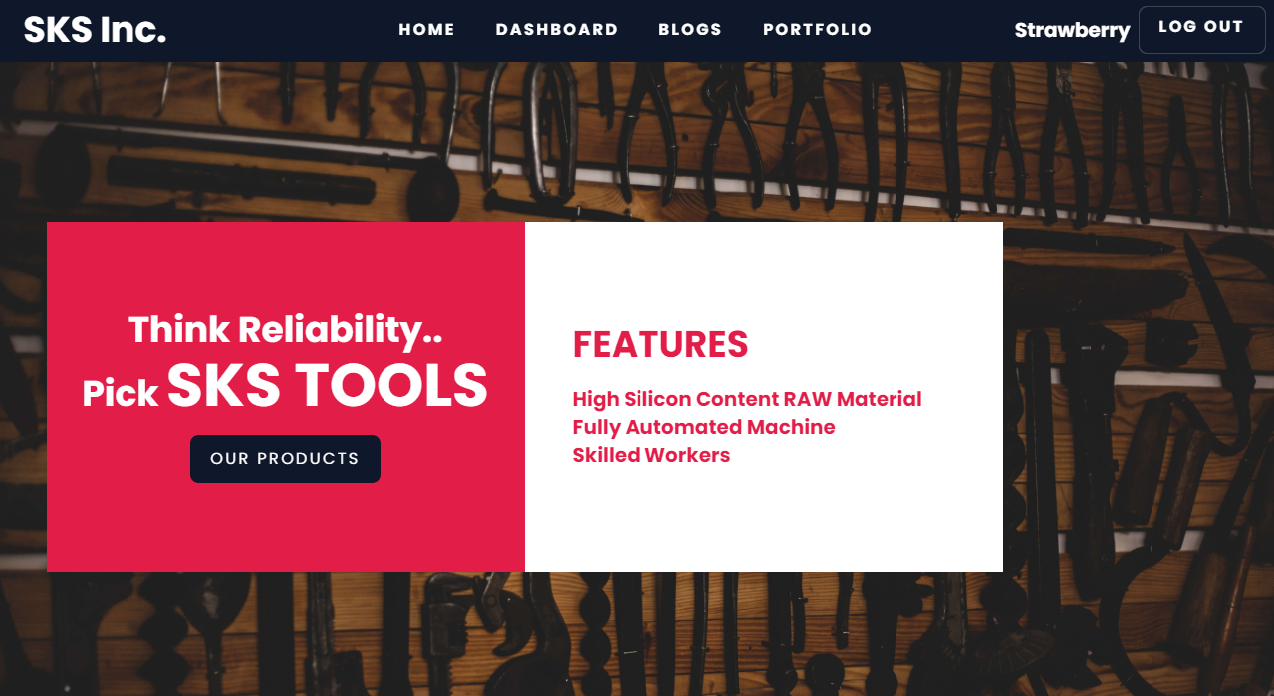 SKS Inc.
HOME DASHBOARD BLOGS PORTFOLIO
Strawberry LOG OUT
Think Reliability..
Pick SKS TOOLS
OUR PRODUCTS
FEATURES
High Silicon Content RAW Material
Fully Automated Machine
Skilled Workers